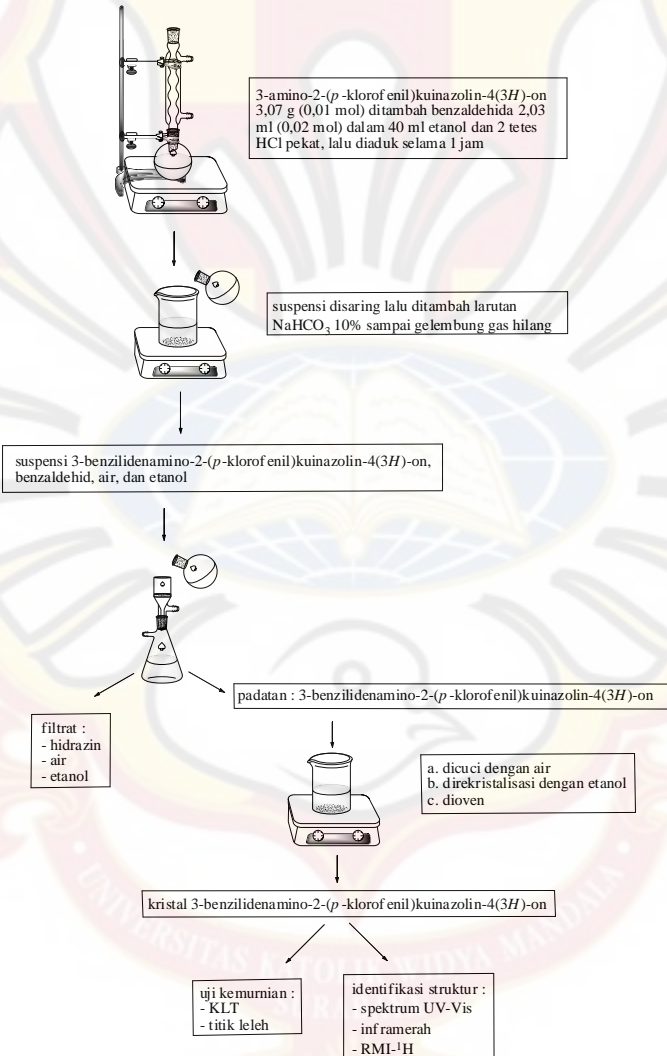 3-amino-2-(p-klorofenil)kuinazolin-4(3H)-on
3,07 g (0,01 mol) ditambah benzaldehida 2,03
ml (0,02 mol) dalam 40 ml etanol dan 2 tetes
HCl pekat, lalu diaduk selama 1 jam
suspensi disaring lalu ditambah larutan
NaHCO3 10% sampai gelembung gas hilang
suspensi 3-benzilidenamino-2-(p-klorofenil)kuinazolin-4(3H)-on,
benzaldehid, air, dan etanol
padatan : 3-benzilidenamino-2-(p-klorofenil)kuinazolin-4(3H)-on
filtrat :
- hidrazin
- air
- etanol
a. dicuci dengan air
b. direkristalisasi dengan etanol
c. dioven
kristal 3-benzilidenamino-2-(p-klorofenil)kuinazolin-4(3H)-on
uji kemurnian :
- KLT
- titik leleh
identifikasi struktur :
- spektrum UV-Vis
- inframerah
- RMI-1H
UNIVERSITAS KATOLIK WIDYA MANDALA
SURABAYA